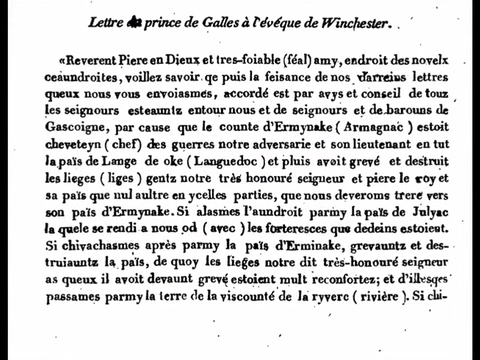 Lettre du prince de Galles à l'évéque de Winchester.
«Reverent Piere en Dieux et tres-foiable (féal) amy, endroit des novelx
ceaundroites, voillez savoir qe puis la feisance de nos darreins lettres
queux nous vous envoiasmes, accordé est par avys et conseil de touz
les seignours esteauntz entour nous et de seignours et de barouns de
Gascoigne, par cause que le counte d'Ermynake (Armagnac) estoit
cheveteyn (chef) des guerres notre adversarie et son lieutenant en tut
la païs de Lange de oke (Languedoc) et pluis avoit grevé et destruit
les lieges (liges) gentz notre très honouré seigneur et piere le roy et
sa païs que nul aultre en ycelles parties, que nous deveroms trere vers
son païs d'Ermynake. Si alasmes l'aundroit parmy la païs de Julyac
la quele se rendi a nous od (avec) les forteresces que dedeins estoient.
Si chivachasmes après parmy la païs d'Erminake, grevauntz et des-
truiauntz la païs, de quoy les lieges notre dit très-honouré seigneur
as queux il avoit devaunt grevé estoient mult reconfortez; et d'illesqes
passames parmy la terre de la viscounté de la ryverc (rivière). Si chi-